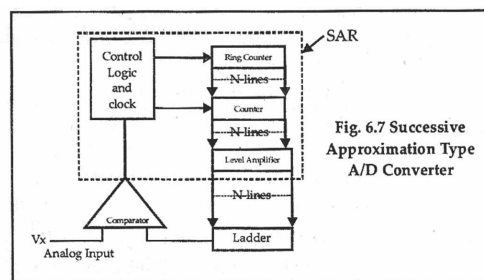 SAR
Control
Logic
and
clock
Ring Counter
N-lines
Counter
N-lines
Level Amplifier
N-lines
Comparator
Vx
Analog Input
Ladder
Fig. 6.7 Successive
Approximation Type
A/D Converter